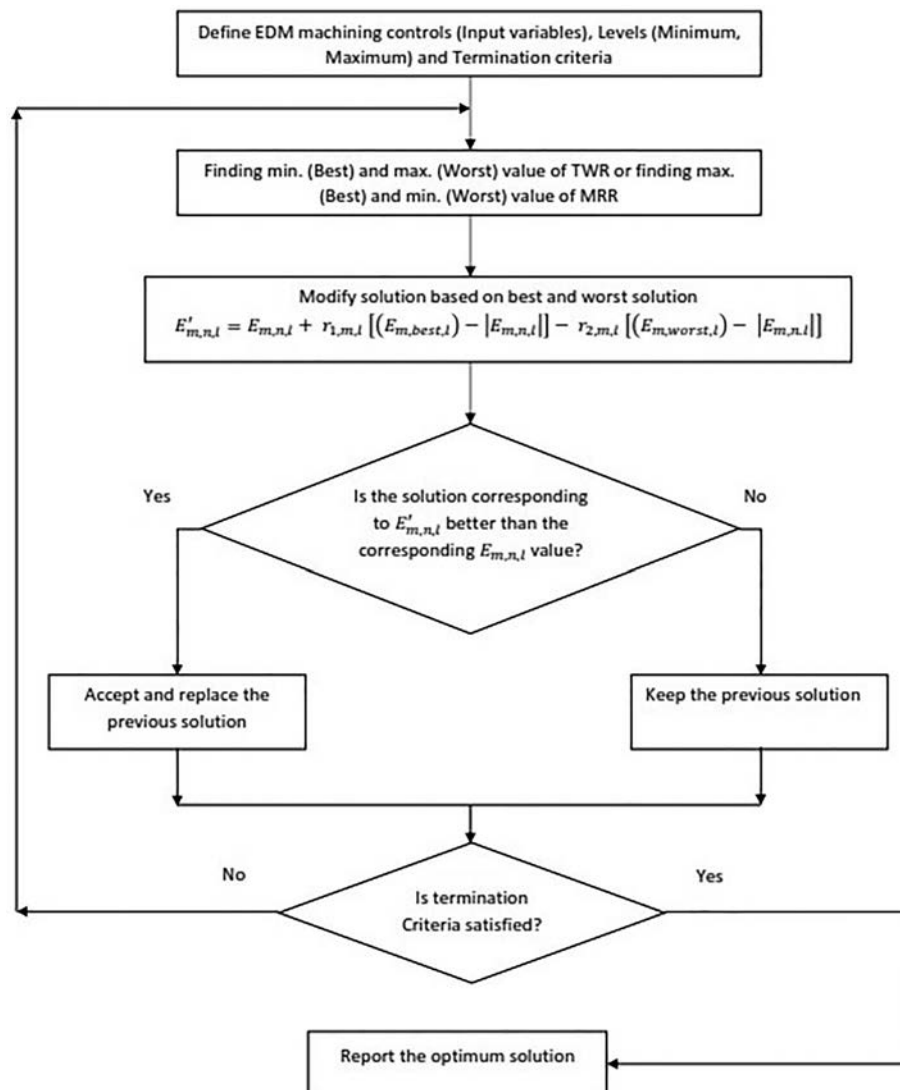 Define EDM machining controls (Input variables), Levels (Minimum,
Maximum) and Termination criteria
Finding min. (Best) and max. (Worst) value of TWR or finding max.
(Best) and min. (Worst) value of MRR
Modify solution based on best and worst solution
E'm,n,l = Em,n,l + r1,m,l [(Em,best,l) − |Em,n,l|] − r2,m,l [(Em,worst,l) − |Em,n.l|]
Yes
No
Is the solution corresponding
to E'm,n,l better than the
corresponding Em,n,l value?
Accept and replace the
previous solution
Keep the previous solution
No
Yes
Is termination
Criteria satisfied?
Report the optimum solution